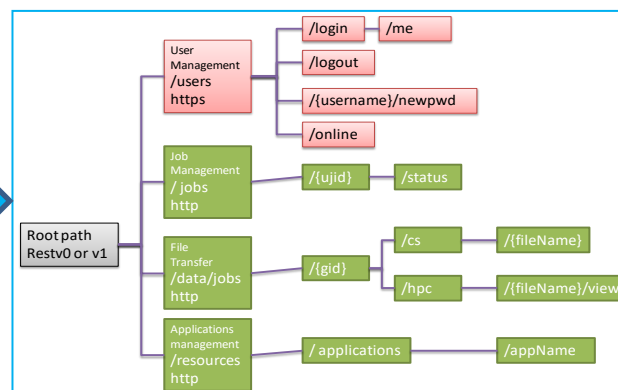 Root path
Restv0 or v1
User
Management
/users
https
/login
/me
/logout
/{username}/newpwd
/online
Job
Management
/ jobs
http
/{ujid}
/status
File
Transfer
/data/jobs
http
/{gid}
/cs
/{fileName}
/hpc
/{fileName}/view
Applications
management
/resources
http
/ applications
/appName